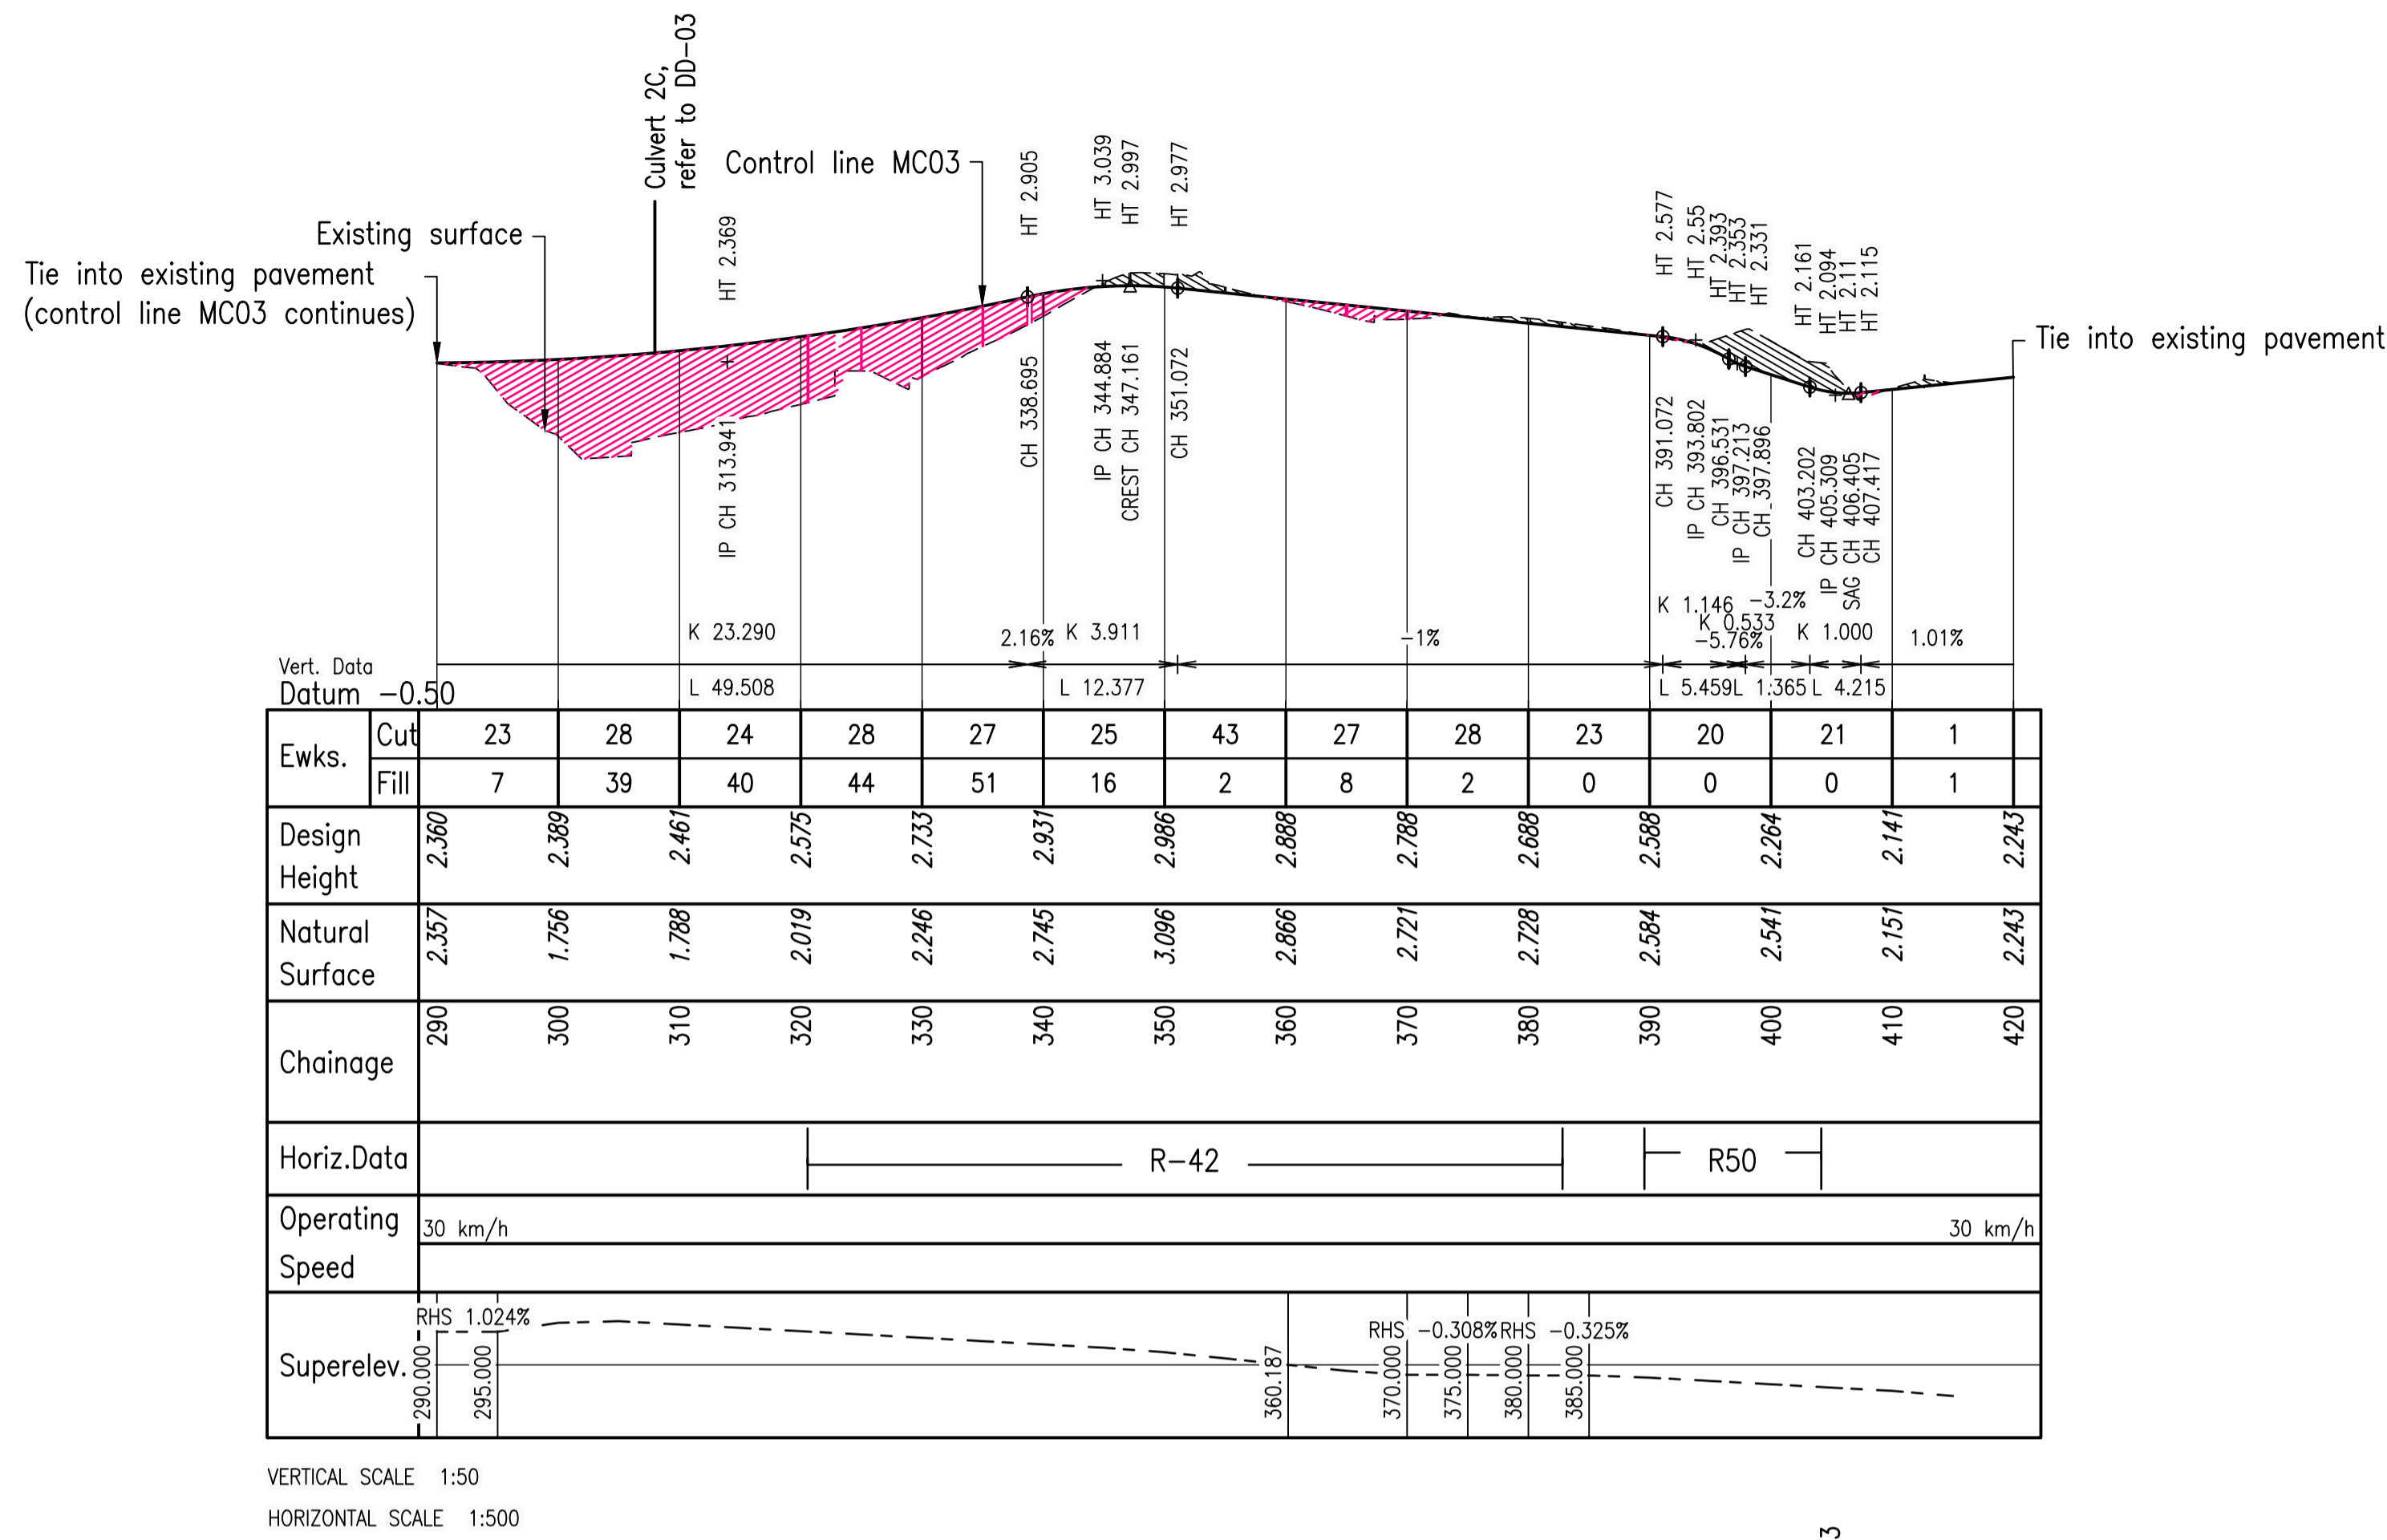 Culvert 2C,
refer to DD-03
Control line MC03
Existing surface
Tie into existing pavement
(control line MC03 continues)
Tie into existing pavement
HT 2.369
HT 2.905
HT 3.039
HT 2.997
HT 2.977
HT 2.577
HT 2.55
HT 2.393
HT 2.353
HT 2.331
HT 2.161
HT 2.094
HT 2.11
HT 2.115
IP CH 313.941
CH 338.695
IP CH 344.884
CREST CH 347.161
CH 351.072
CH 391.072
IP CH 393.802
CH 396.531
IP CH 397.213
CH 397.896
CH 403.202
IP CH 405.309
SAG CH 406.405
CH 407.417
K 23.290 2.16% K 3.911 -1% K 1.146 -5.76% K 0.533 -3.2% K 1.000 1.01%
Vert. Data
Datum -0.50
L 49.508 L 12.377 L 5.459 L 1.365 L 4.215
Ewks.
Cut 23 28 24 28 27 25 43 27 28 23 20 21 1
Fill 7 39 40 44 51 16 2 8 2 0 0 0 1
Design
Height
2.360 2.389 2.461 2.575 2.733 2.931 2.986 2.888 2.788 2.688 2.588 2.264 2.141 2.243
Natural
Surface
2.357 1.756 1.788 2.019 2.246 2.745 3.096 2.866 2.721 2.728 2.584 2.541 2.151 2.243
Chainage
290 300 310 320 330 340 350 360 370 380 390 400 410 420
Horiz.Data R-42 R50
Operating
Speed
30 km/h 30 km/h
Superelev.
RHS 1.024% RHS -0.308% RHS -0.325%
290.000 295.000 360.187 370.000 375.000 380.000 385.000
VERTICAL SCALE 1:50
HORIZONTAL SCALE 1:500
3